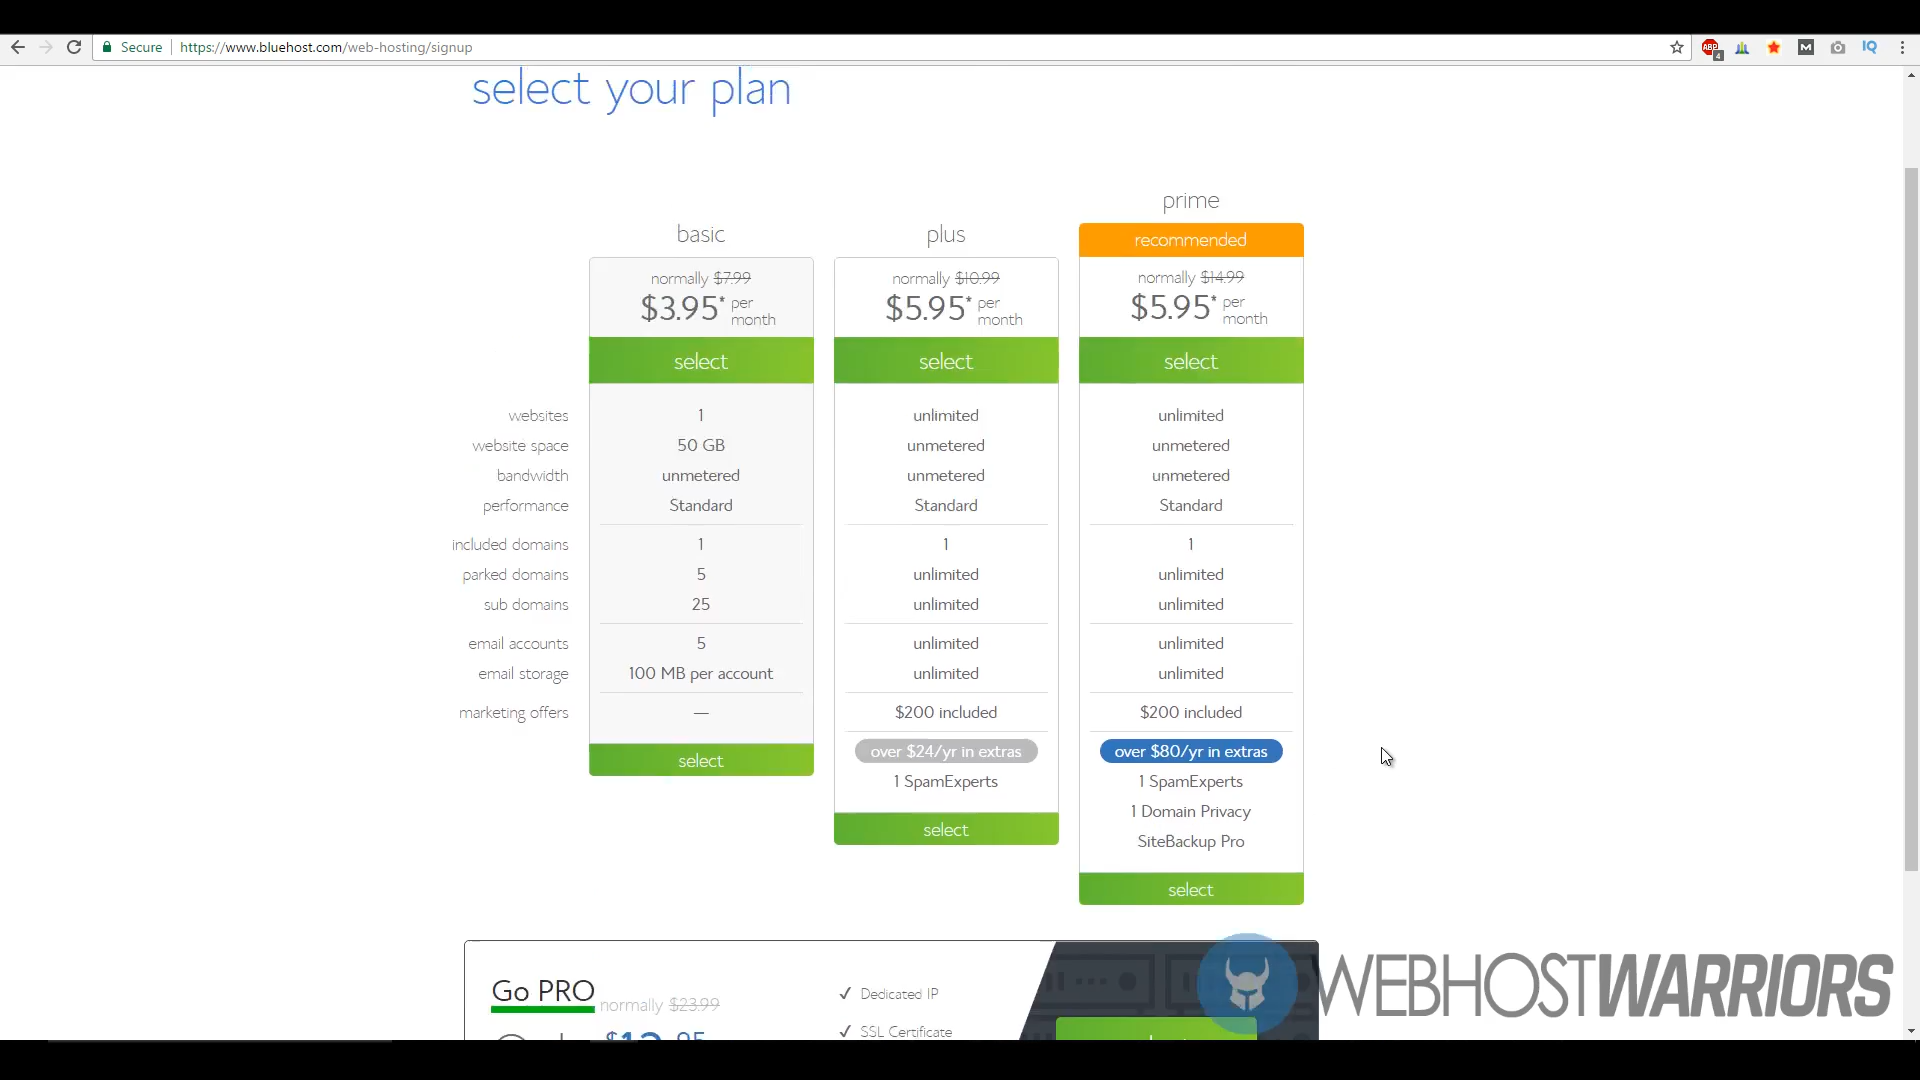 Secure https://www.bluehost.com/web-hosting/signup
ABP 4 M IQ
select your plan
basic plus prime
recommended
normally $7.99 normally $10.99 normally $14.99
$3.95* per month $5.95* per month $5.95* per month
select select select
websites 1 unlimited unlimited
website space 50 GB unmetered unmetered
bandwidth unmetered unmetered unmetered
performance Standard Standard Standard
included domains 1 1 1
parked domains 5 unlimited unlimited
sub domains 25 unlimited unlimited
email accounts 5 unlimited unlimited
email storage 100 MB per account unlimited unlimited
marketing offers — $200 included $200 included
over $24/yr in extras over $80/yr in extras
select 1 SpamExperts 1 SpamExperts
1 Domain Privacy
select SiteBackup Pro
select
Go PRO normally $23.99 ✓ Dedicated IP
WEBHOSTWARRIORS
✓ SSL Certificate